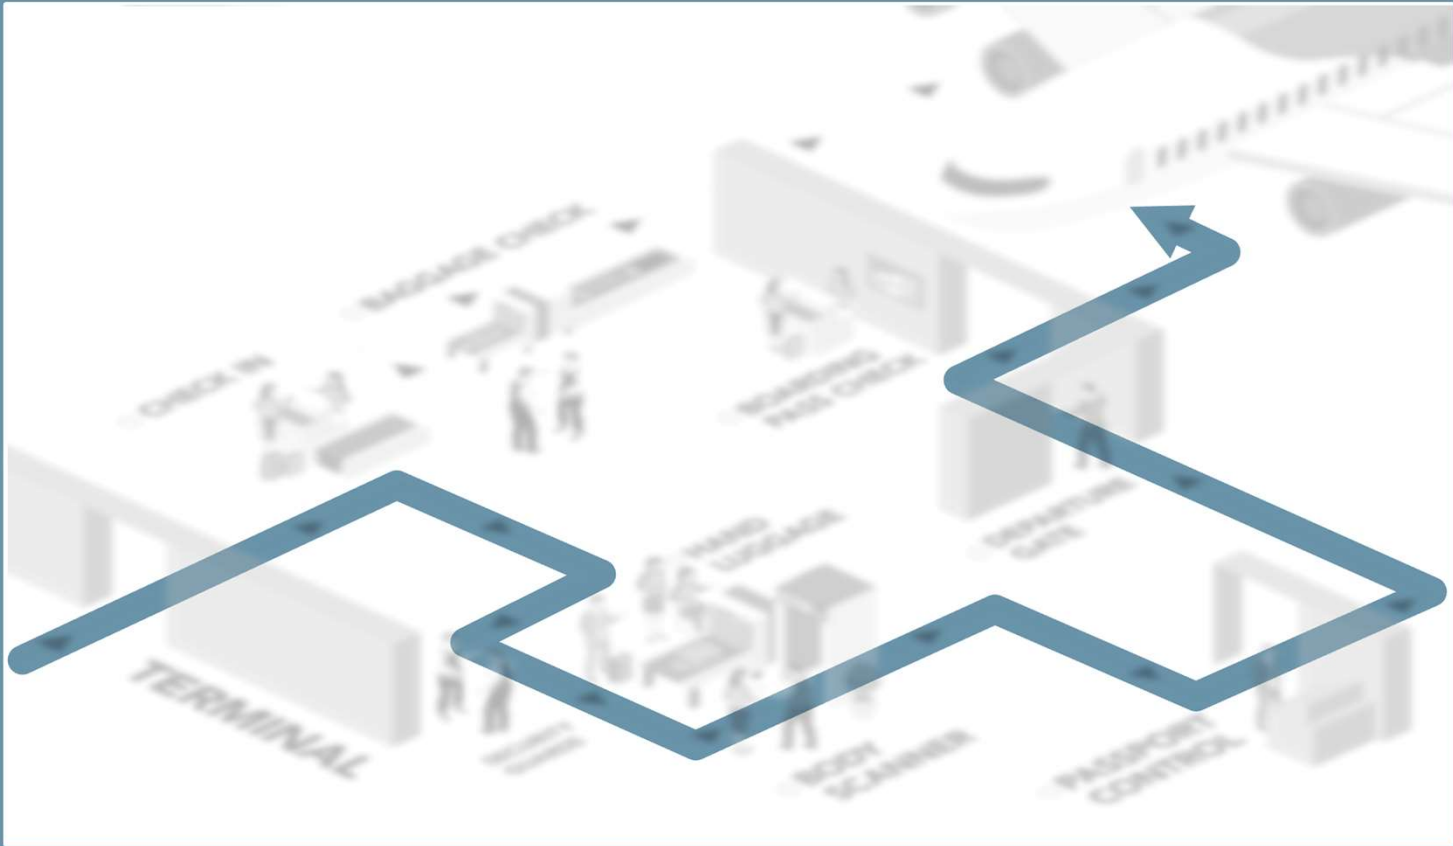 BAGGAGE CHECK
CHECK IN
BOARDING
PASS CHECK
DEPARTURE
GATE
HAND
LUGGAGE
TERMINAL
BODY
SCANNER
PASSPORT
CONTROL